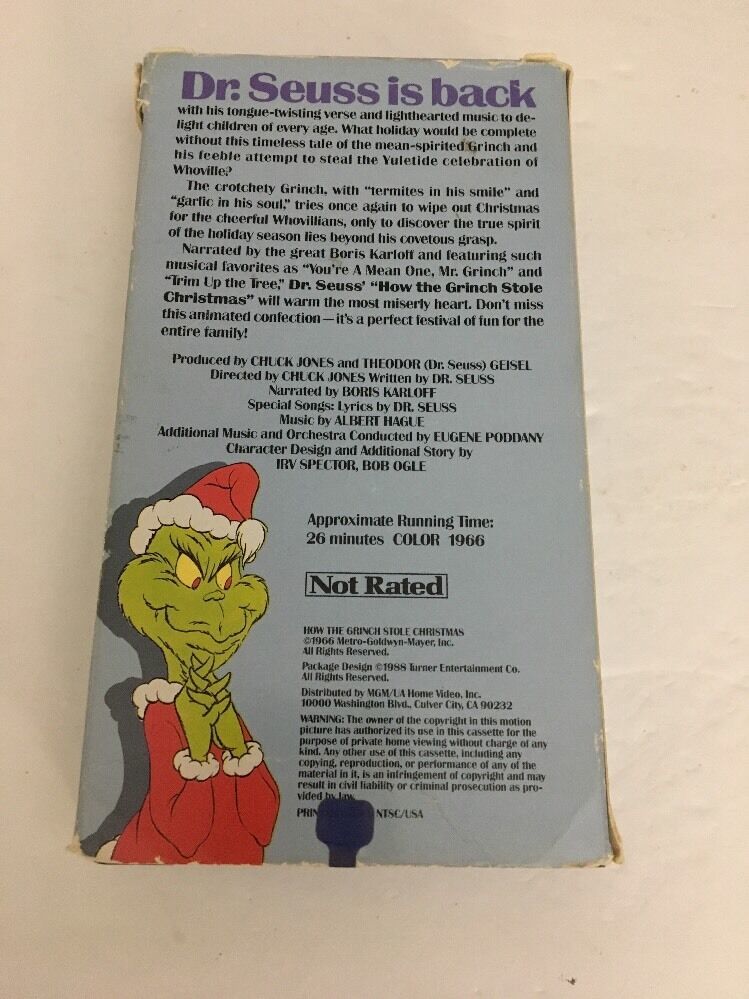 Dr. Seuss is back
with his tongue-twisting verse and lighthearted music to de-
light children of every age. What holiday would be complete
without this timeless tale of the mean-spirited Grinch and
his feeble attempt to steal the Yuletide celebration of
Whoville?
The crotchety Grinch, with "termites in his smile" and
"garlic in his soul," tries once again to wipe out Christmas
for the cheerful Whovillians, only to discover the true spirit
of the holiday season lies beyond his covetous grasp.
Narrated by the great Boris Karloff and featuring such
musical favorites as "You're A Mean One, Mr. Grinch" and
"Trim Up the Tree," Dr. Seuss' "How the Grinch Stole
Christmas" will warm the most miserly heart. Don't miss
this animated confection—it's a perfect festival of fun for the
entire family!
Produced by CHUCK JONES and THEODOR (Dr. Seuss) GEISEL
Directed by CHUCK JONES Written by DR. SEUSS
Narrated by BORIS KARLOFF
Special Songs: Lyrics by DR. SEUSS
Music by ALBERT HAGUE
Additional Music and Orchestra Conducted by EUGENE PODDANY
Character Design and Additional Story by
IRV SPECTOR, BOB OGLE
Approximate Running Time:
26 minutes COLOR 1966
Not Rated
HOW THE GRINCH STOLE CHRISTMAS
©1966 Metro-Goldwyn-Mayer, Inc.
All Rights Reserved.
Package Design ©1988 Turner Entertainment Co.
All Rights Reserved.
Distributed by MGM/UA Home Video, Inc.
10000 Washington Blvd., Culver City, CA 90232
WARNING: The owner of the copyright in this motion
picture has authorized its use in this cassette for the
purpose of private home viewing without charge of any
kind. Any other use of this cassette, including any
copying, reproduction, or performance of any of the
material in it, is an infringement of copyright and may
result in civil liability or criminal prosecution as pro-
vided by law.
NTSC/USA